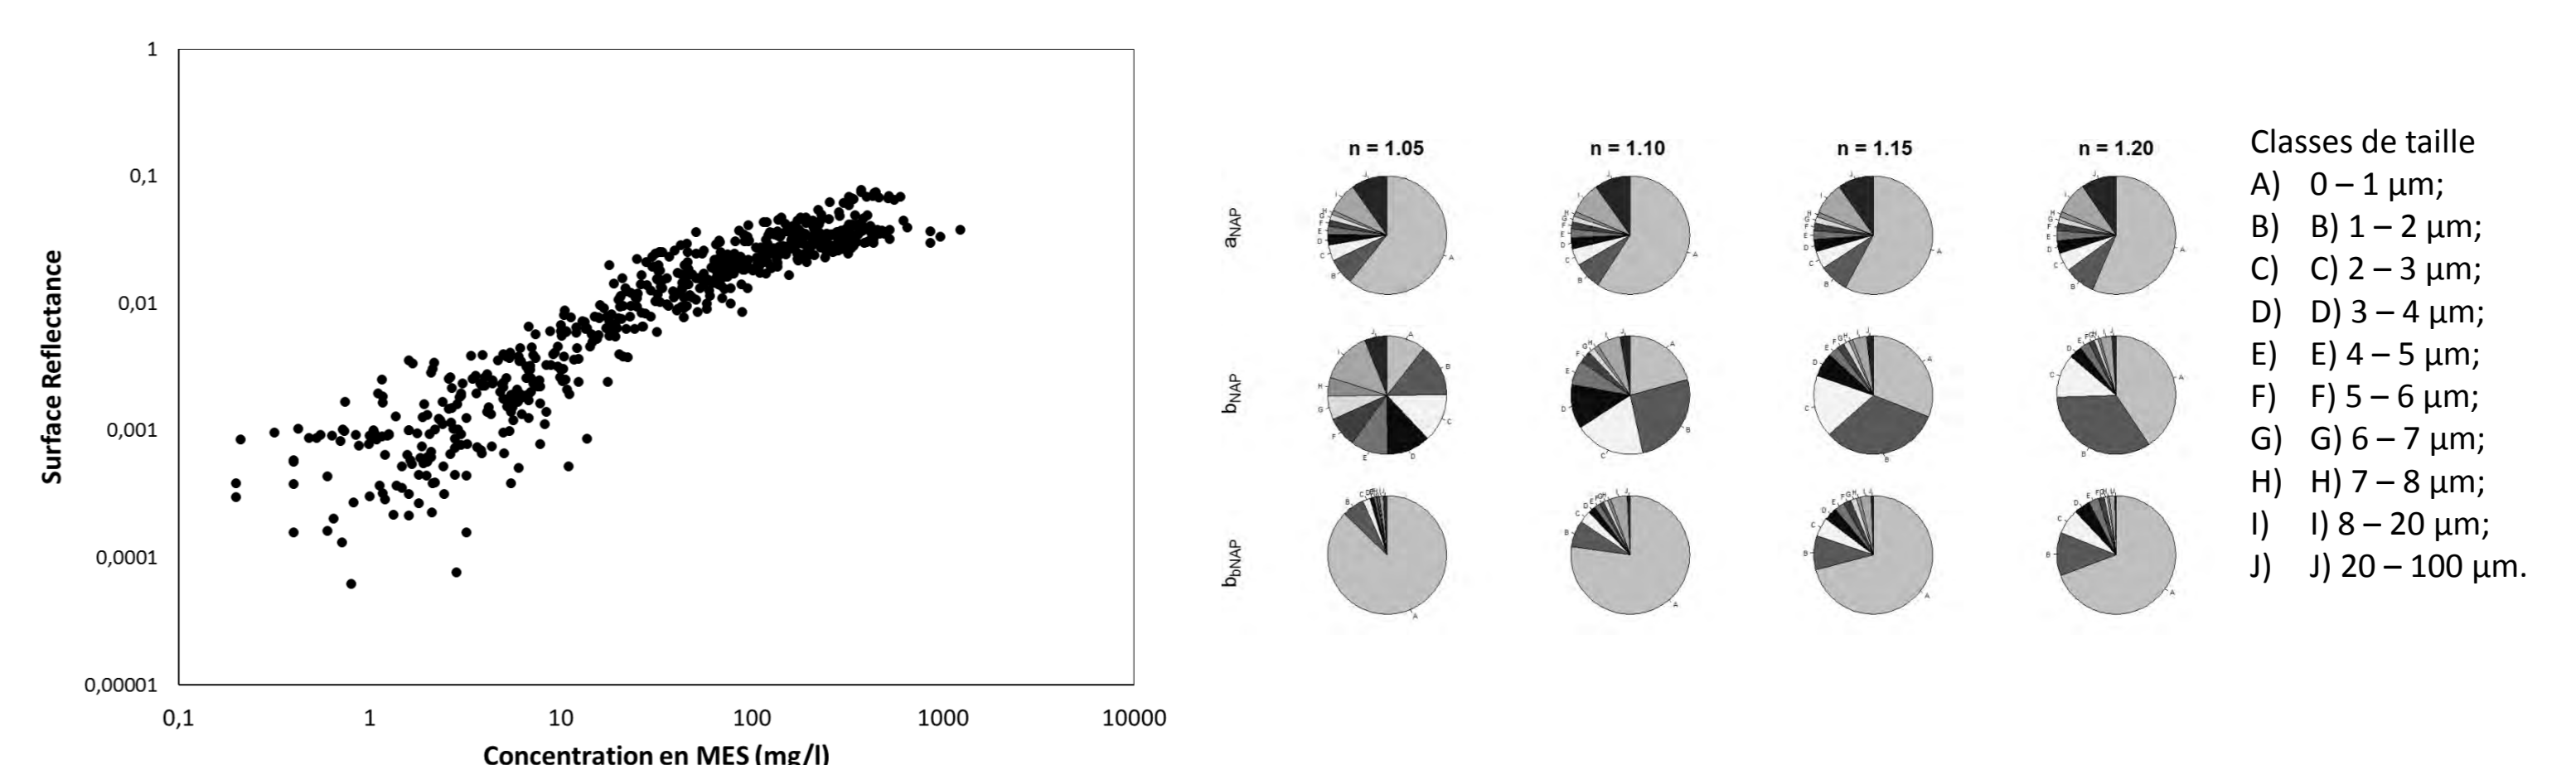 1
0,1
0,01
0,001
0,0001
0,00001
Surface Reflectance
0,1 1 10 100 1000 10000
Concentration en MES (mg/l)
n = 1.05 n = 1.10 n = 1.15 n = 1.20
aNAP
bNAP
bbNAP
Classes de taille
A) 0 – 1 µm;
B) B) 1 – 2 µm;
C) C) 2 – 3 µm;
D) D) 3 – 4 µm;
E) E) 4 – 5 µm;
F) F) 5 – 6 µm;
G) G) 6 – 7 µm;
H) H) 7 – 8 µm;
I) I) 8 – 20 µm;
J) J) 20 – 100 µm.